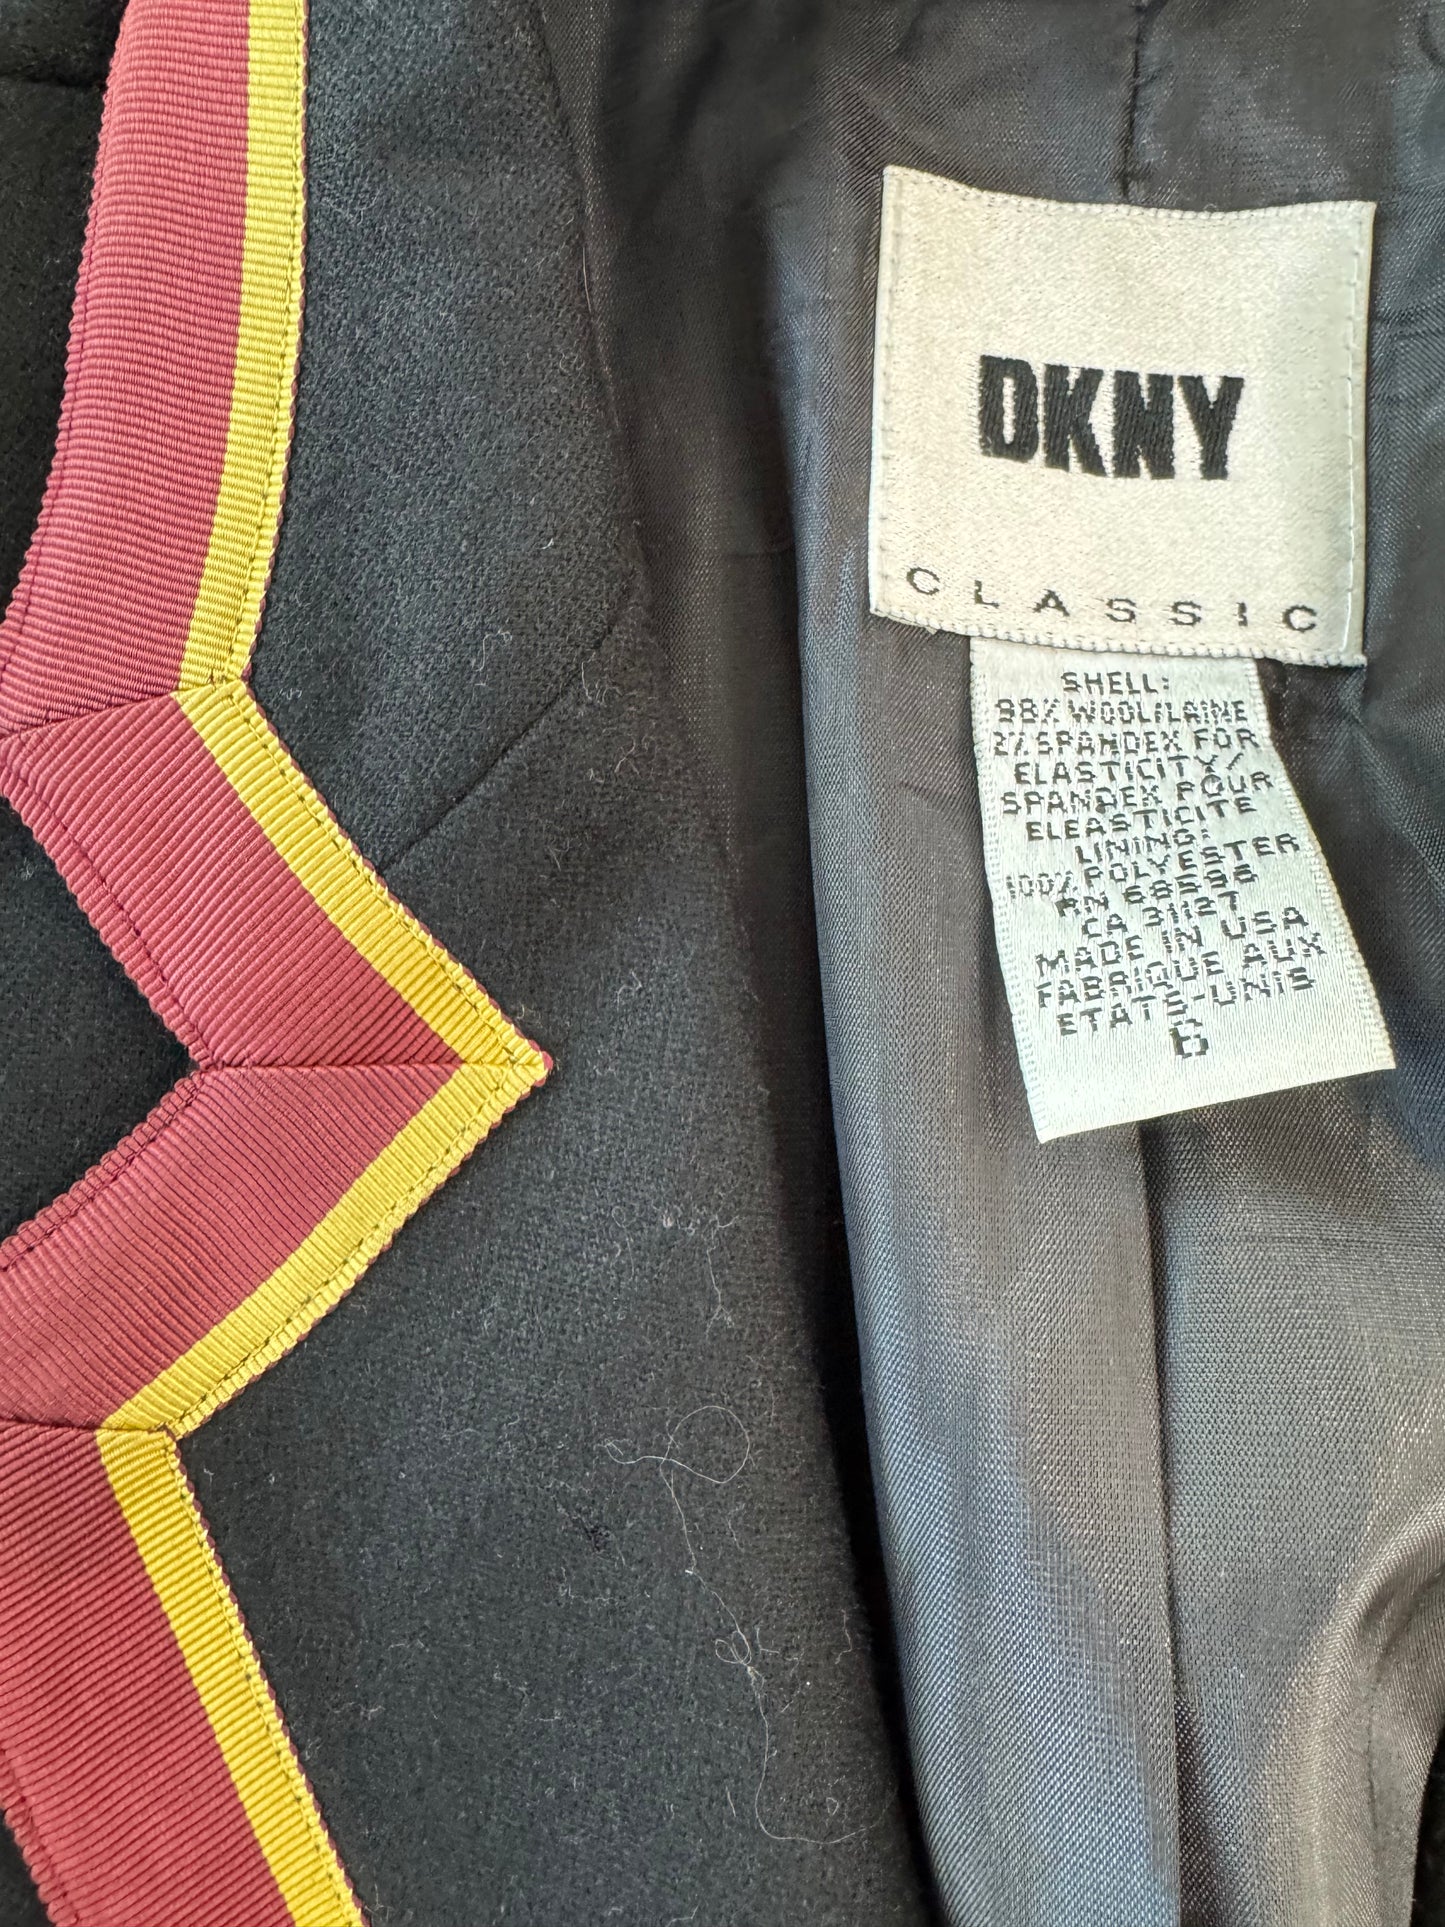 DKNY
CLASSIC
SHELL:
98% WOOL/LAINE
2% SPANDEX FOR
ELASTICITY/
SPANDEX POUR
ELEASTICITE
LINING:
100% POLYESTER
RN 68596
CA 31127
MADE IN USA
FABRIQUE AUX
ETATS-UNIS
6